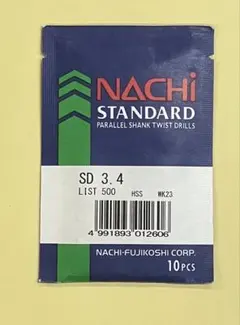 NACHi
STANDARD
PARALLEL SHANK TWIST DRILLS
SD 3.4
LIST 500 HSS WK23
4 991893 012606
NACHI-FUJIKOSHI CORP.
10PCS